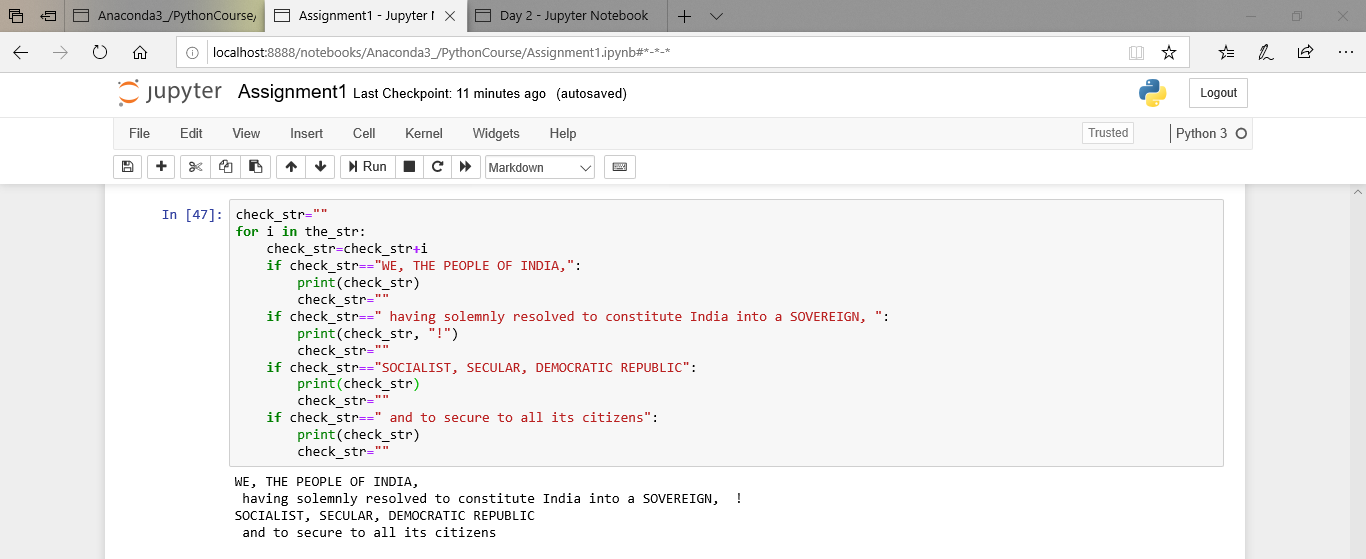 Anaconda3_/PythonCourse/
Assignment1 - Jupyter
Day 2 - Jupyter Notebook
localhost:8888/notebooks/Anaconda3_/PythonCourse/Assignment1.ipynb#*-*-*
jupyter Assignment1 Last Checkpoint: 11 minutes ago (autosaved)
Logout
File Edit View Insert Cell Kernel Widgets Help
Trusted
Python 3
Run
Markdown
In [47]:
check_str=""
for i in the_str:
    check_str=check_str+i
    if check_str=="WE, THE PEOPLE OF INDIA,":
        print(check_str)
        check_str=""
    if check_str==" having solemnly resolved to constitute India into a SOVEREIGN, ":
        print(check_str, "!")
        check_str=""
    if check_str=="SOCIALIST, SECULAR, DEMOCRATIC REPUBLIC":
        print(check_str)
        check_str=""
    if check_str==" and to secure to all its citizens":
        print(check_str)
        check_str=""
WE, THE PEOPLE OF INDIA,
 having solemnly resolved to constitute India into a SOVEREIGN,  !
SOCIALIST, SECULAR, DEMOCRATIC REPUBLIC
 and to secure to all its citizens